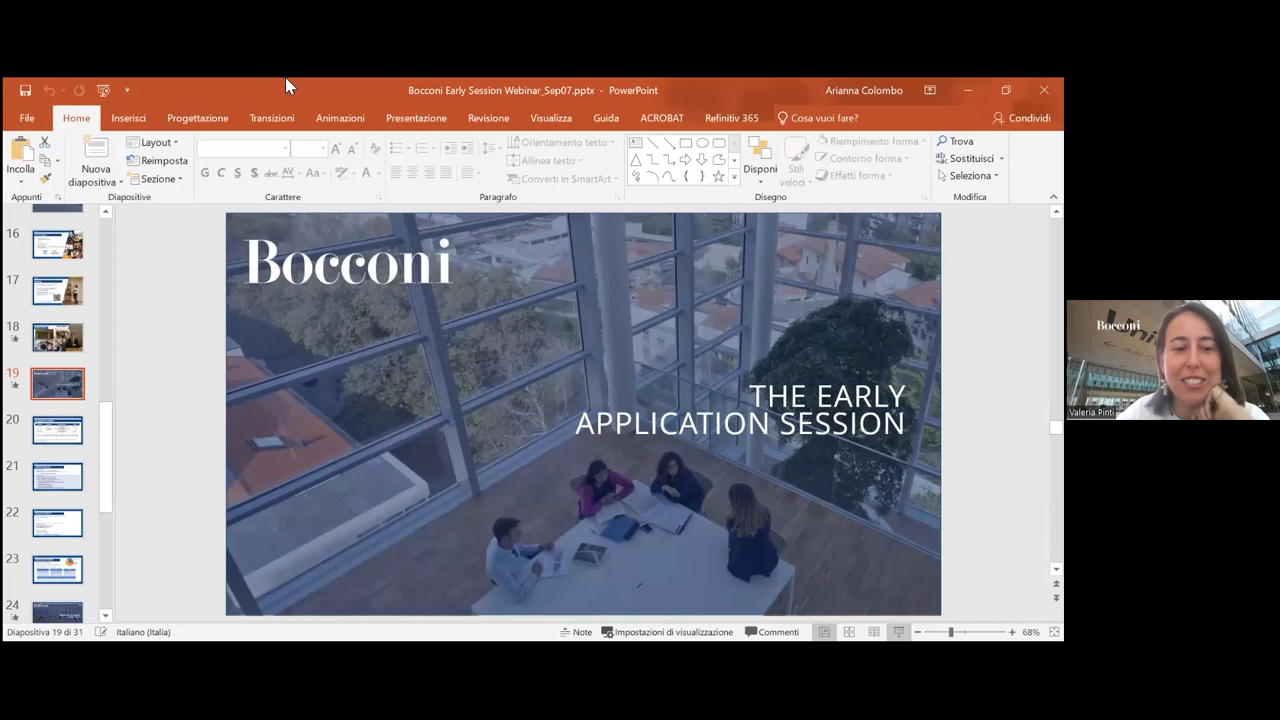 Bocconi Early Session Webinar_Sep07.pptx - PowerPoint
Arianna Colombo
File
Home
Inserisci
Progettazione
Transizioni
Animazioni
Presentazione
Revisione
Visualizza
Guida
ACROBAT
Refinitiv 365
Cosa vuoi fare?
Condividi
Incolla
Appunti
Nuova
diapositiva
Layout
Reimposta
Sezione
Diapositive
G C S S abc AV Aa A
Carattere
Orientamento testo
Allinea testo
Converti in SmartArt
Paragrafo
Disponi
Stili
veloci
Riempimento forma
Contorno forma
Effetti forma
Disegno
Trova
Sostituisci
Seleziona
Modifica
16
17
18
19
20
21
22
23
24
Bocconi
THE EARLY
APPLICATION SESSION
Bocconi
Valeria Pinti
Diapositiva 19 di 31
Italiano (Italia)
Note
Impostazioni di visualizzazione
Commenti
68%